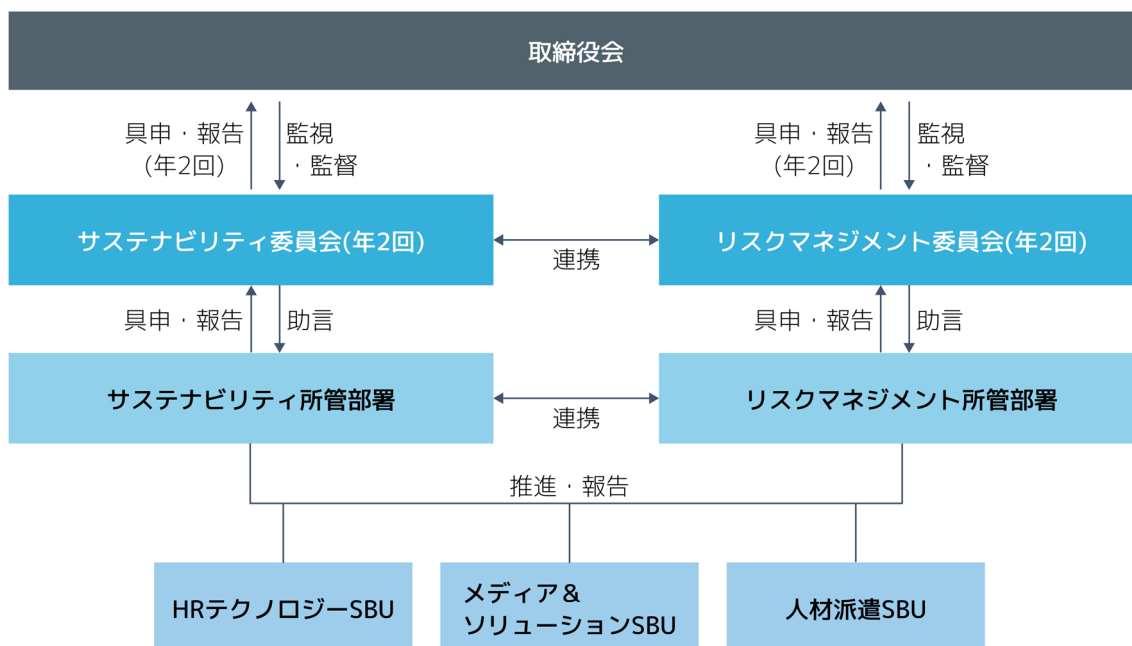 取締役会
具申・報告
(年2回)
監視
・監督
具申・報告
(年2回)
監視
・監督
サステナビリティ委員会(年2回)
連携
リスクマネジメント委員会(年2回)
具申・報告
助言
具申・報告
助言
サステナビリティ所管部署
連携
リスクマネジメント所管部署
推進・報告
HRテクノロジーSBU
メディア＆
ソリューションSBU
人材派遣SBU